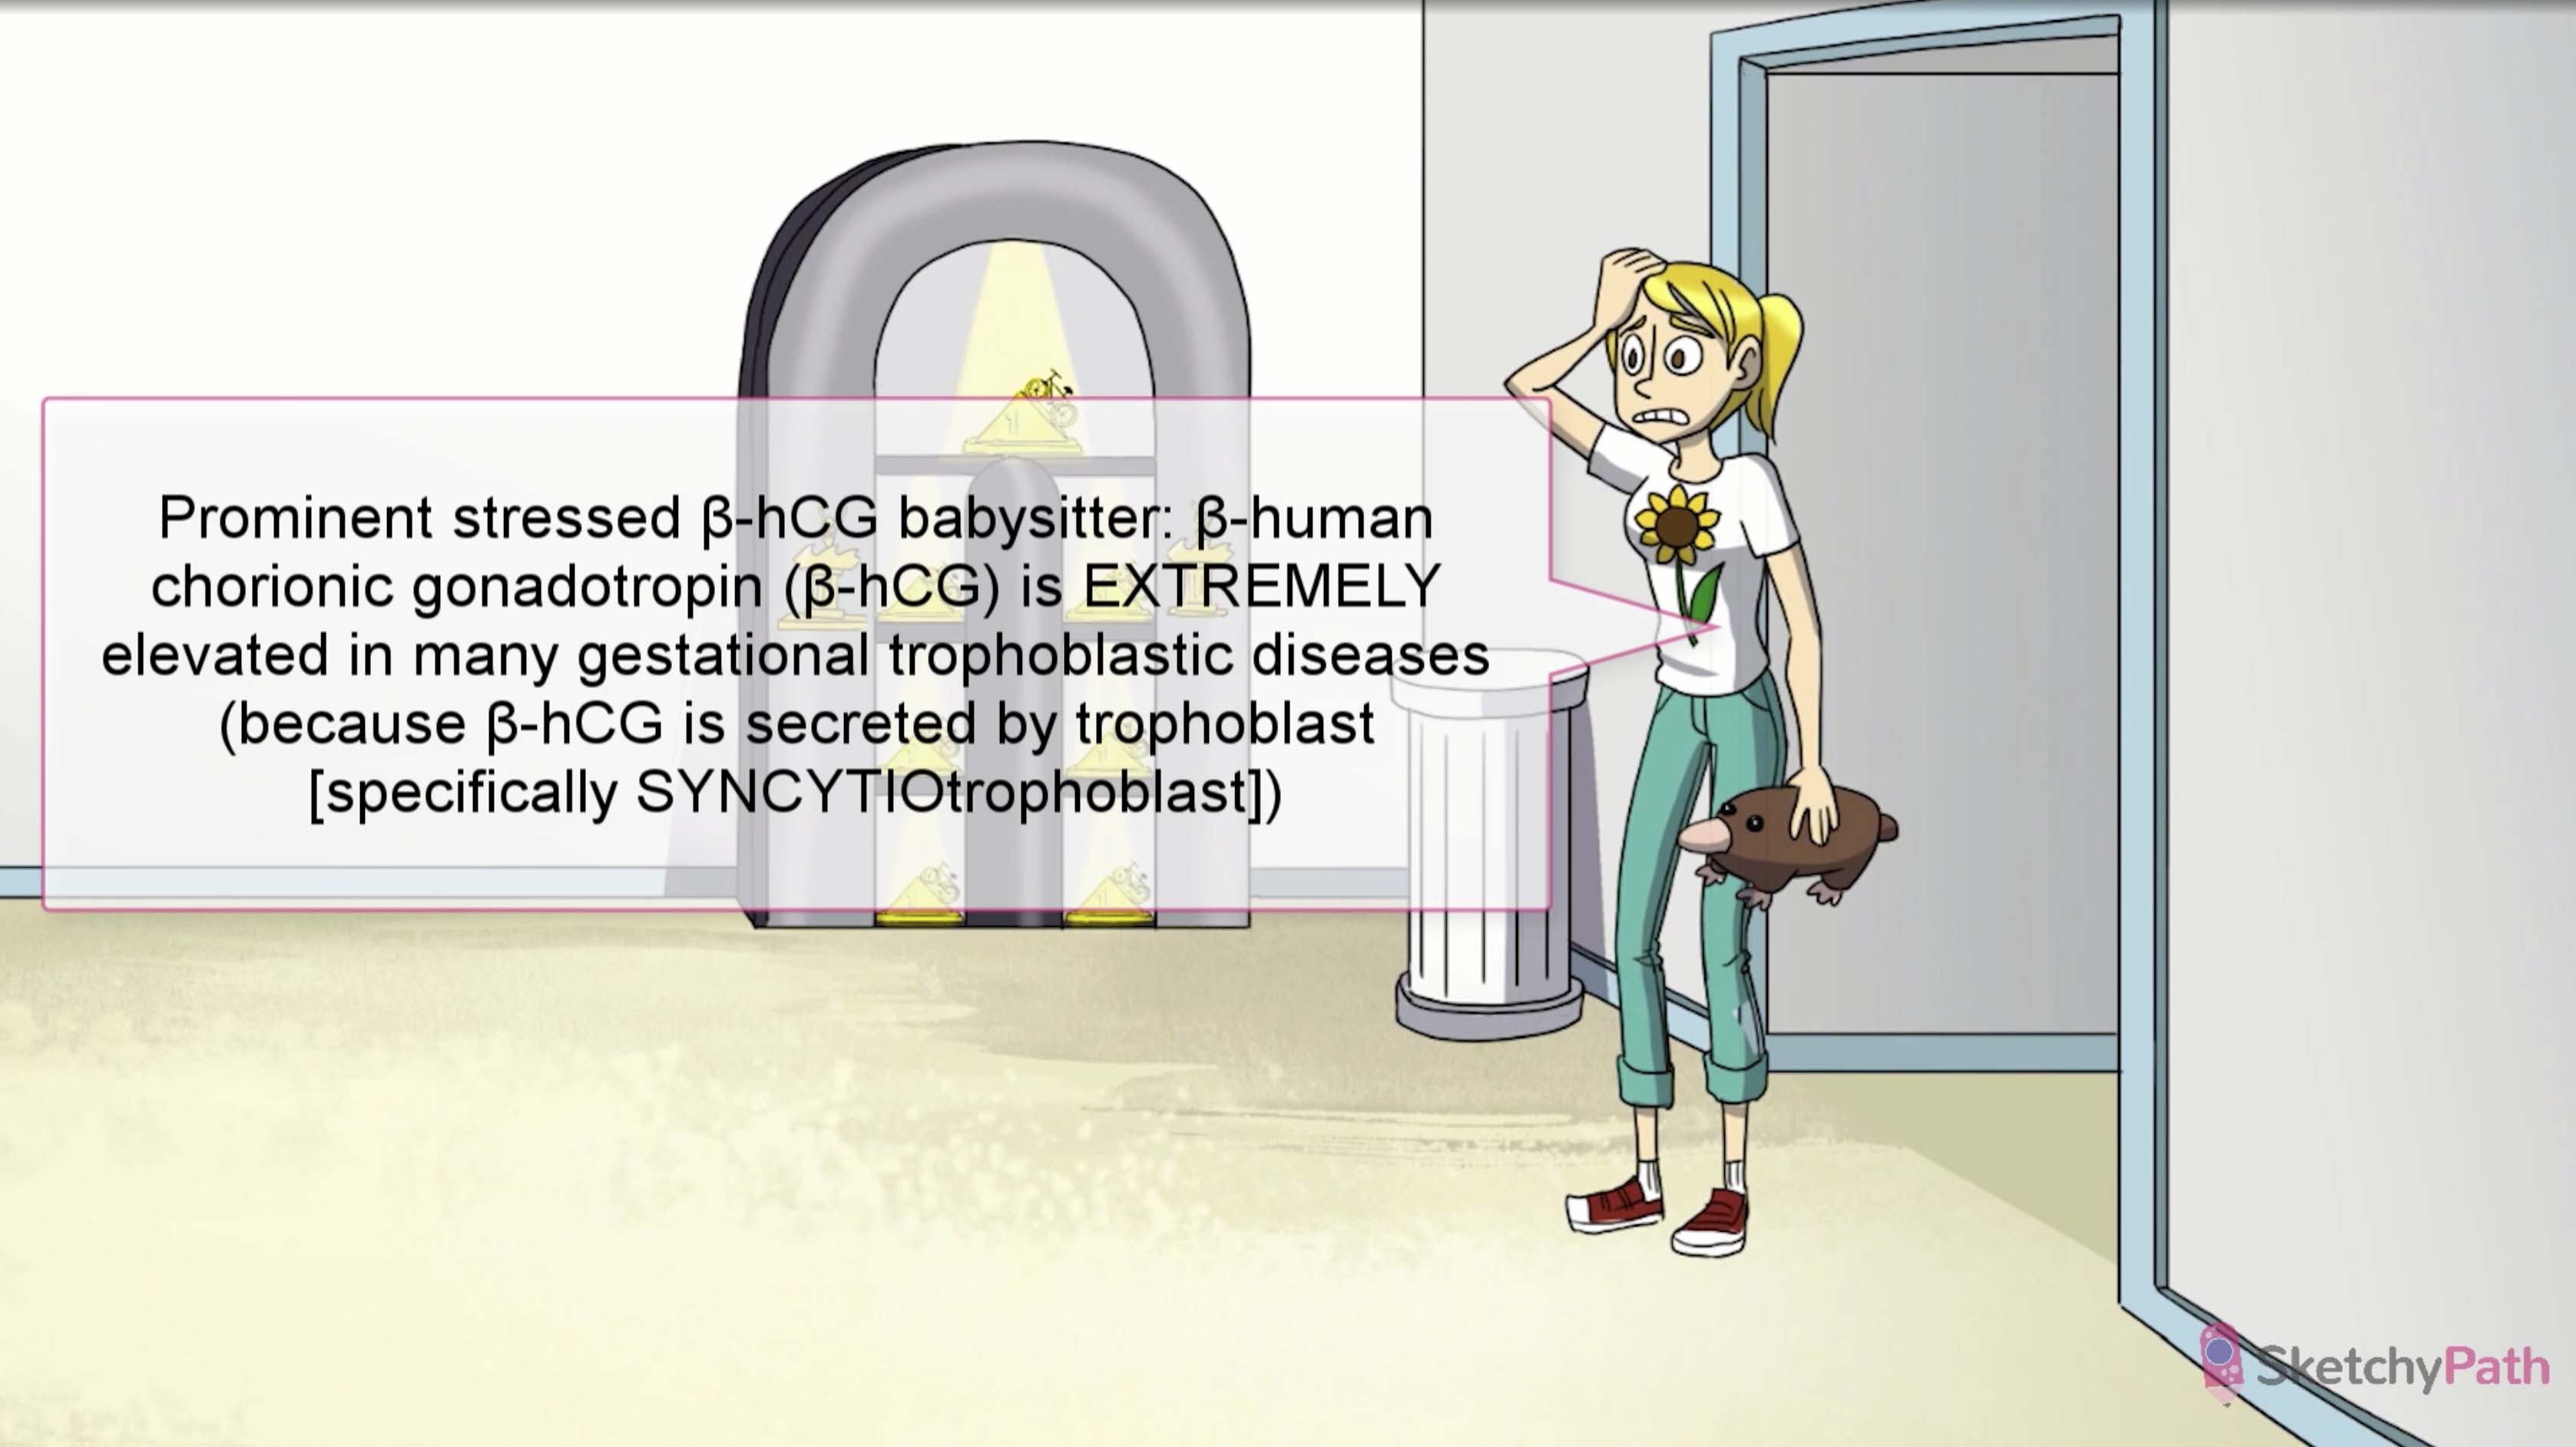 Prominent stressed β-hCG babysitter: β-human
chorionic gonadotropin (β-hCG) is EXTREMELY
elevated in many gestational trophoblastic diseases
(because β-hCG is secreted by trophoblast
[specifically SYNCYTIOtrophoblast])
1
SketchyPath